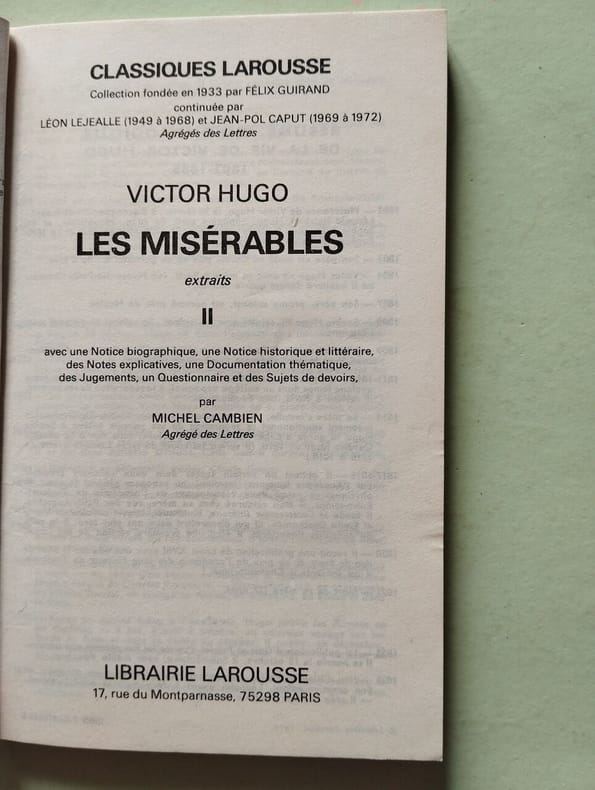 CLASSIQUES LAROUSSE
Collection fondée en 1933 par FÉLIX GUIRAND
continuée par
LÉON LEJEALLE (1949 à 1968) et JEAN-POL CAPUT (1969 à 1972)
Agrégés des Lettres
VICTOR HUGO
LES MISÉRABLES
extraits
II
avec une Notice biographique, une Notice historique et littéraire,
des Notes explicatives, une Documentation thématique,
des Jugements, un Questionnaire et des Sujets de devoirs,
par
MICHEL CAMBIEN
Agrégé des Lettres
LIBRAIRIE LAROUSSE
17, rue du Montparnasse, 75298 PARIS